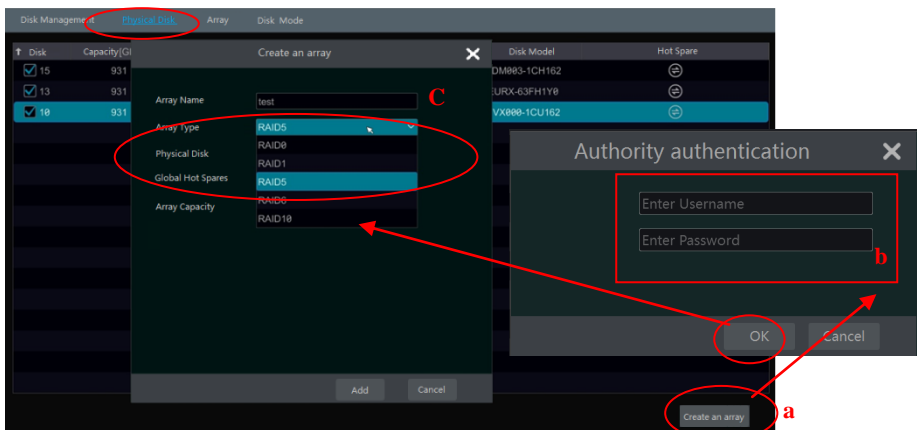 Disk Management Physical Disk Array Disk Mode
Disk Capacity[GI Create an array Disk Model Hot Spare
15 931 DM003-1CH162
13 931 EURX-63FH1Y0
10 931 VX000-1CU162
Array Name test C
Array Type RAID5
RAID0
Physical Disk
RAID1
Global Hot Spares
RAID5
RAID6
Array Capacity
RAID10
Add Cancel
Authority authentication
Enter Username
Enter Password
b
OK Cancel
Create an array a